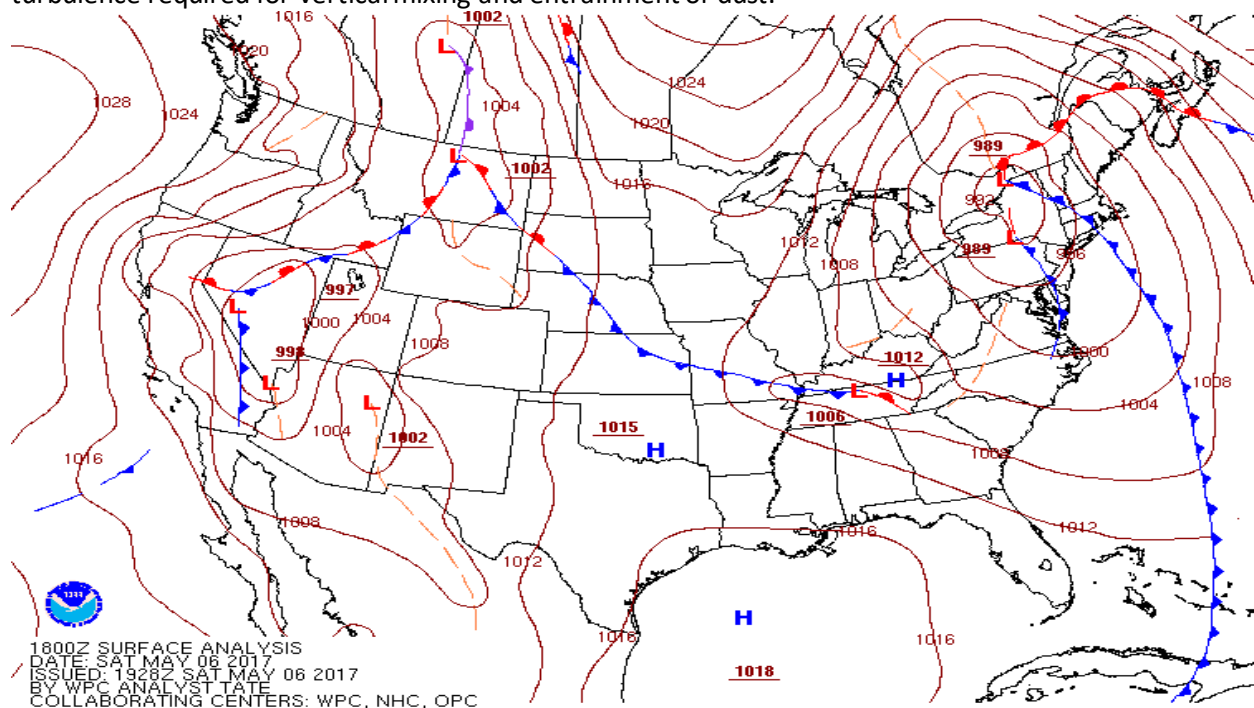 turbulence required for vertical mixing and entrainment of dust.
1016
1002
1020
1024
1028
1024
1004
1020
989
1002
1016
992
1012
1008
989
996
997
1000
1004
1008
998
1012
1000
1008
1004
1006
1004
1002
1015
1008
1016
1008
1012
1016
1012
1016
1016
1018
L
L
L
L
L
L
L
L
H
H
H
1800Z SURFACE ANALYSIS
DATE: SAT MAY 06 2017
ISSUED: 1928Z SAT MAY 06 2017
BY WPC ANALYST TATE
COLLABORATING CENTERS: WPC, NHC, OPC